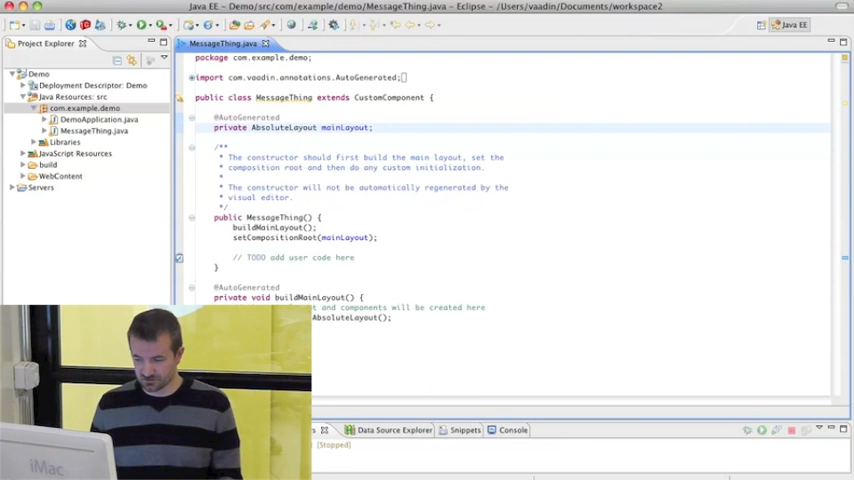 Java EE - Demo/src/com/example/demo/MessageThing.java - Eclipse - /Users/vaadin/Documents/workspace2
Java EE
Project Explorer
MessageThing.java
Demo
Deployment Descriptor: Demo
Java Resources: src
com.example.demo
DemoApplication.java
MessageThing.java
Libraries
JavaScript Resources
build
WebContent
Servers
package com.example.demo;
import com.vaadin.annotations.AutoGenerated;
public class MessageThing extends CustomComponent {
@AutoGenerated
private AbsoluteLayout mainLayout;
/**
* The constructor should first build the main layout, set the
* composition root and then do any custom initialization.
*
* The constructor will not be automatically regenerated by the
* visual editor.
*/
public MessageThing() {
buildMainLayout();
setCompositionRoot(mainLayout);
// TODO add user code here
}
@AutoGenerated
private void buildMainLayout() {
and components will be created here
AbsoluteLayout();
Data Source Explorer
Snippets
Console
[Stopped]
iMac